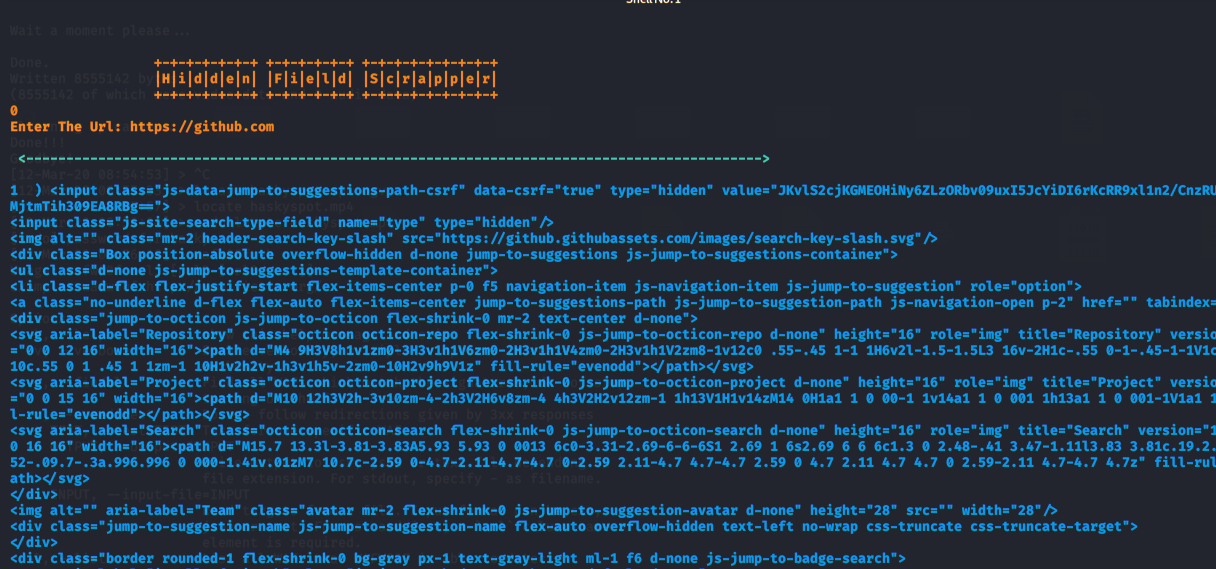 Shell No. 1
Wait a moment please...
Done.
+-+-+-+-+-+-+ +-+-+-+-+-+ +-+-+-+-+-+-+-+-+
Written 8555142 by |H|i|d|d|e|n| |F|i|e|l|d| |S|c|r|a|p|p|e|r|
(8555142 of which +-+-+-+-+-+-+ +-+-+-+-+-+ +-+-+-+-+-+-+-+-+
0
Enter The Url: https://github.com
Done!!!
<--------------------------------------------------------------------------------------->
[12-Mar-20 08:54:53] > ^C
1 ) <input class="js-data-jump-to-suggestions-path-csrf" data-csrf="true" type="hidden" value="JKvlS2cjKGMEOHiNy6ZLzORbv09uxI5JcYiDI6rKcRR9xl1n2/CnzRU
MjtmTih309EA8RBg==">
> locate haskyspof.mp4
<input class="js-site-search-type-field" name="type" type="hidden"/>
<img alt="" class="mr-2 header-search-key-slash" src="https://github.githubassets.com/images/search-key-slash.svg"/>
<div class="Box position-absolute overflow-hidden d-none jump-to-suggestions js-jump-to-suggestions-container">
<ul class="d-none js-jump-to-suggestions-template-container">
<li class="d-flex flex-justify-start flex-items-center p-0 f5 navigation-item js-navigation-item js-jump-to-suggestion" role="option">
<a class="no-underline d-flex flex-auto flex-items-center jump-to-suggestions-path js-jump-to-suggestion-path js-navigation-open p-2" href="" tabindex=
<div class="jump-to-octicon js-jump-to-octicon flex-shrink-0 mr-2 text-center d-none">
<svg aria-label="Repository" class="octicon octicon-repo flex-shrink-0 js-jump-to-octicon-repo d-none" height="16" role="img" title="Repository" versio
="0 0 12 16" width="16"><path d="M4 9H3V8h1v1zm0-3H3v1h1V6zm0-2H3v1h1V4zm0-2H3v1h1V2zm8-1v12c0 .55-.45 1-1 1H6v2l-1.5-1.5L3 16v-2H1c-.55 0-1-.45-1-1V1c
10c.55 0 1 .45 1 1zm-1 10H1v2h2v-1h3v1h5v-2zm0-10H2v9h9V1z" fill-rule="evenodd"></path></svg>
<svg aria-label="Project" class="octicon octicon-project flex-shrink-0 js-jump-to-octicon-project d-none" height="16" role="img" title="Project" versio
="0 0 15 16" width="16"><path d="M10 12h3V2h-3v10zm-4-2h3V2H6v8zm-4 4h3V2H2v12zm-1 1h13V1H1v14zM14 0H1a1 1 0 00-1 1v14a1 1 0 001 1h13a1 1 0 001-1V1a1 1
l-rule="evenodd"></path></svg> follow redirections given by 3xx responses
<svg aria-label="Search" class="octicon octicon-search flex-shrink-0 js-jump-to-octicon-search d-none" height="16" role="img" title="Search" version="1
0 16 16" width="16"><path d="M15.7 13.3l-3.81-3.83A5.93 5.93 0 0013 6c0-3.31-2.69-6-6-6S1 2.69 1 6s2.69 6 6 6c1.3 0 2.48-.41 3.47-1.11l3.83 3.81c.19.2.
52-.09.7-.3a.996.996 0 000-1.41v.01zM7 10.7c-2.59 0-4.7-2.11-4.7-4.7 0-2.59 2.11-4.7 4.7-4.7 2.59 0 4.7 2.11 4.7 4.7 0 2.59-2.11 4.7-4.7 4.7z" fill-rul
ath></svg> file extension. For stdout, specify - as filename.
</div> NPUT, --input-file=INPUT
<img alt="" aria-label="Team" class="avatar mr-2 flex-shrink-0 js-jump-to-suggestion-avatar d-none" height="28" src="" width="28"/>
<div class="jump-to-suggestion-name js-jump-to-suggestion-name flex-auto overflow-hidden text-left no-wrap css-truncate css-truncate-target">
</div> element is required.
<div class="border rounded-1 flex-shrink-0 bg-gray px-1 text-gray-light ml-1 f6 d-none js-jump-to-badge-search">